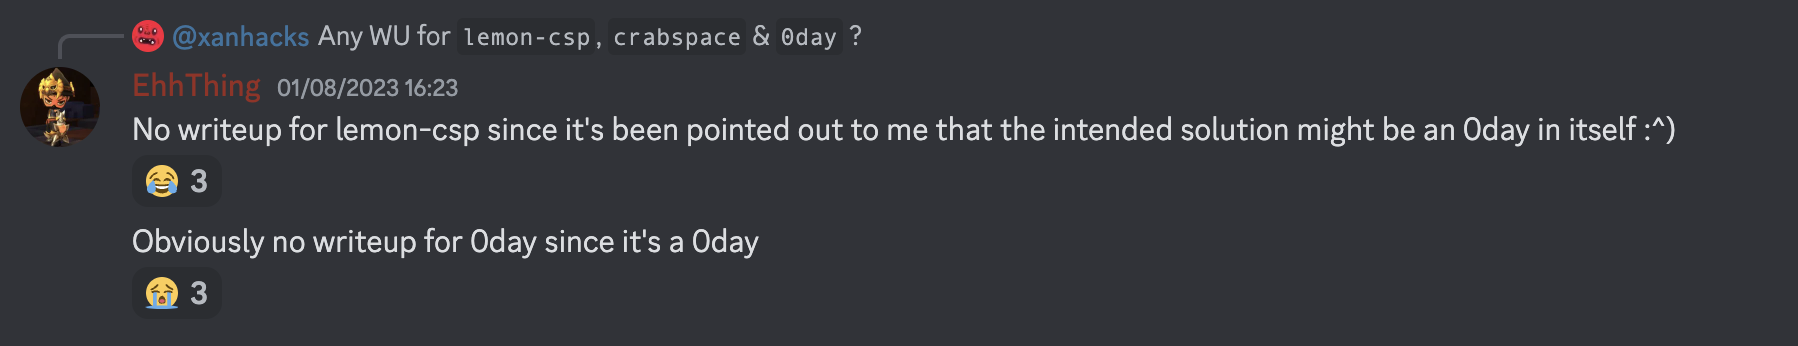 @xanhacks Any WU for lemon-csp, crabspace & 0day ?
EhhThing 01/08/2023 16:23
No writeup for lemon-csp since it's been pointed out to me that the intended solution might be an 0day in itself :^)
😂 3
Obviously no writeup for 0day since it's a 0day
😭 3